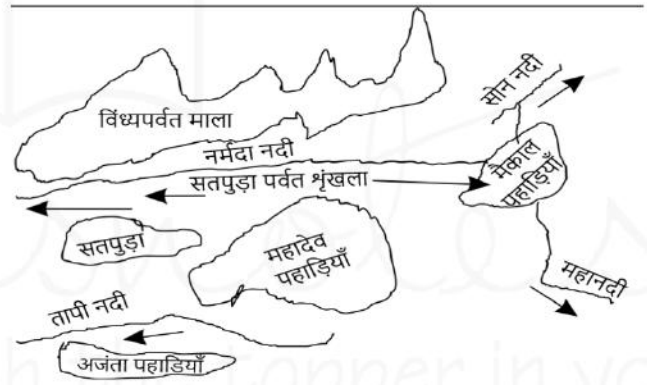 सोन नदी
विंध्यपर्वत माला
नर्मदा नदी
सतपुड़ा पर्वत शृंखला
मैकाल
पहाड़ियाँ
सतपुड़ा
महादेव
पहाड़ियाँ
महानदी
तापी नदी
अजंता पहाडियाँ